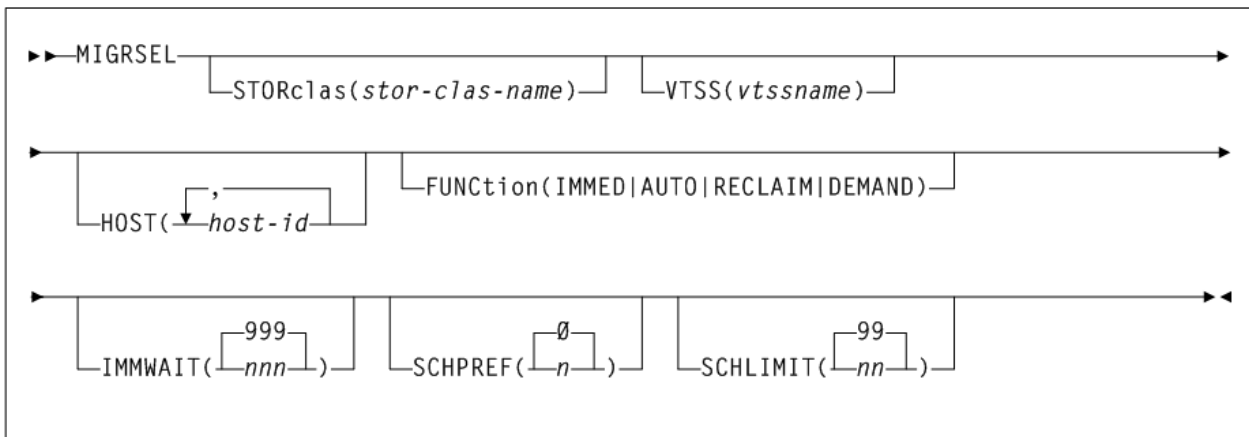 MIGRSEL
STORclas(stor-clas-name)
VTSS(vtssname)
,
HOST(host-id
FUNCtion(IMMED|AUTO|RECLAIM|DEMAND)
999
IMMWAIT(nnn)
Ø
SCHPREF(n)
99
SCHLIMIT(nn)